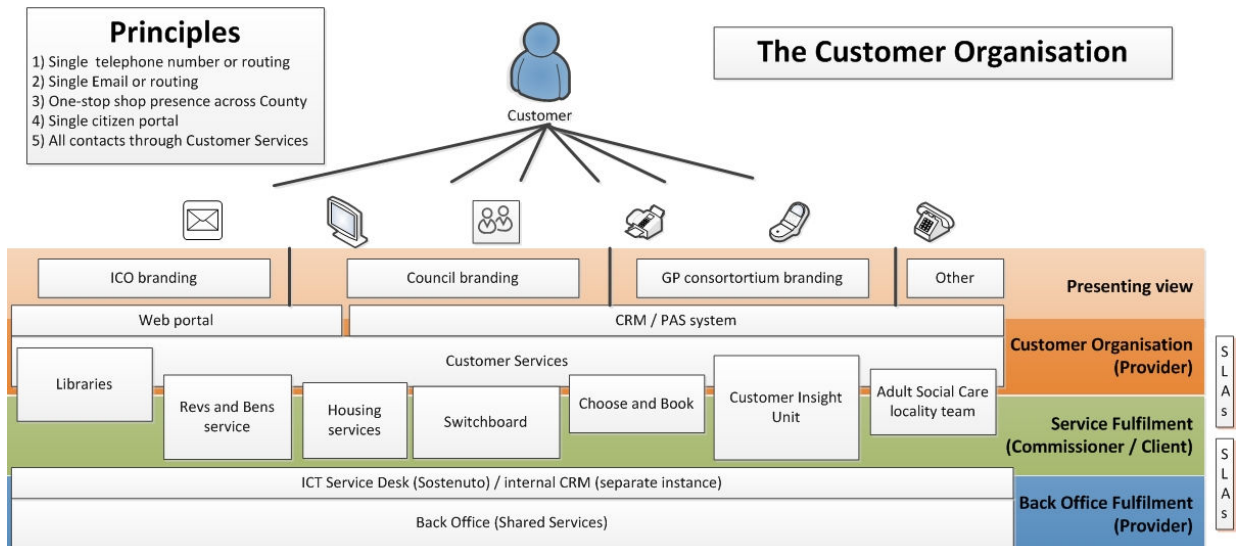 Principles
1) Single telephone number or routing
2) Single Email or routing
3) One-stop shop presence across County
4) Single citizen portal
5) All contacts through Customer Services
The Customer Organisation
Customer
ICO branding
Council branding
GP consortortium branding
Other
Presenting view
Web portal
CRM / PAS system
Customer Services
Customer Organisation
(Provider)
Libraries
Revs and Bens
service
Housing
services
Switchboard
Choose and Book
Customer Insight
Unit
Adult Social Care
locality team
Service Fulfilment
(Commissioner / Client)
SLAs
ICT Service Desk (Sostenuto) / internal CRM (separate instance)
Back Office (Shared Services)
Back Office Fulfilment
(Provider)
SLAs